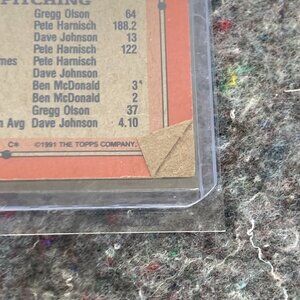 PITCHING
Gregg Olson 64
Pete Harnisch 188.2
Dave Johnson 13
Pete Harnisch 122
mes Pete Harnisch
Dave Johnson
Ben McDonald 3*
Ben McDonald 2
Gregg Olson 37
n Avg Dave Johnson 4.10
C* ©1991 THE TOPPS COMPANY,